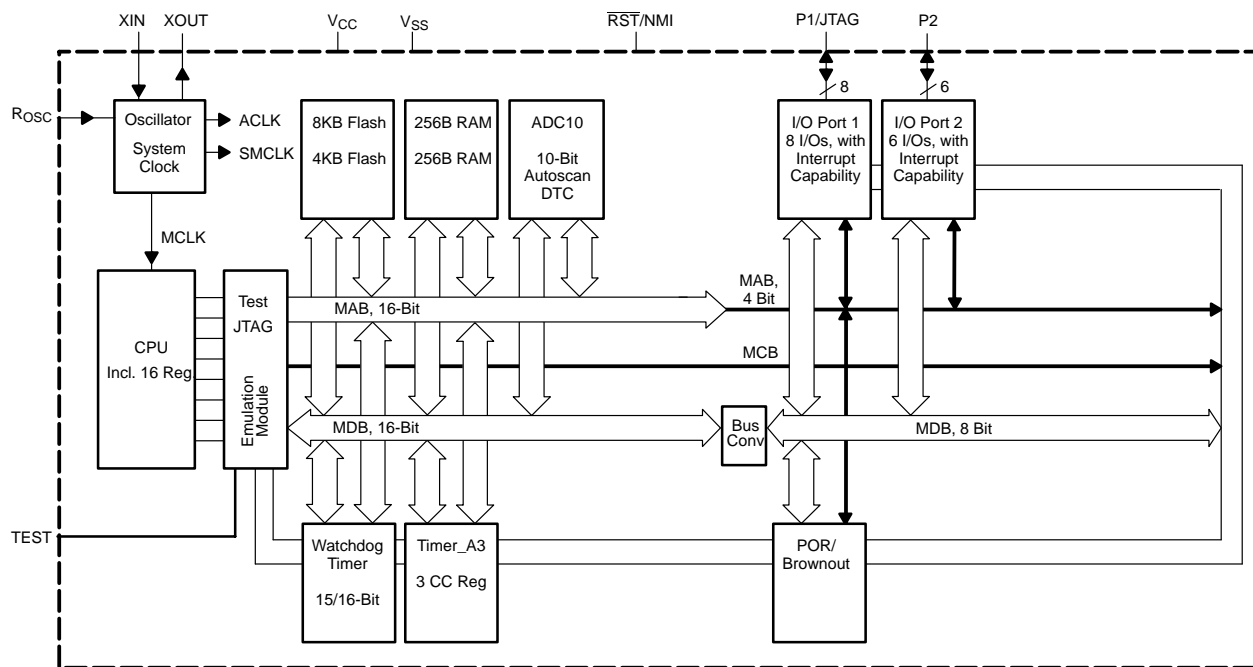 XIN
XOUT
VCC
VSS
RST/NMI
P1/JTAG
P2
ROSC
Oscillator
System
Clock
ACLK
SMCLK
8KB Flash
4KB Flash
256B RAM
256B RAM
ADC10
10-Bit
Autoscan
DTC
8
I/O Port 1
8 I/Os, with
Interrupt
Capability
6
I/O Port 2
6 I/Os, with
Interrupt
Capability
MCLK
CPU
Incl. 16 Reg.
Test
JTAG
Emulation
Module
MAB, 16-Bit
MAB,
4 Bit
MCB
MDB, 16-Bit
Bus
Conv
MDB, 8 Bit
TEST
Watchdog
Timer
15/16-Bit
Timer_A3
3 CC Reg
POR/
Brownout